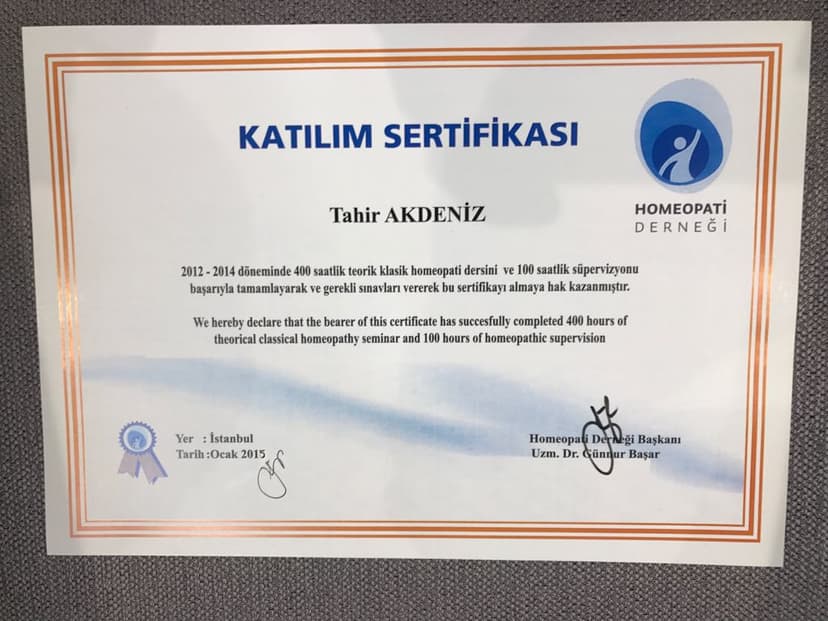 KATILIM SERTİFİKASI
HOMEOPATİ
DERNEĞİ
Tahir AKDENİZ
2012 - 2014 döneminde 400 saatlik teorik klasik homeopati dersini ve 100 saatlik süpervizyonu
başarıyla tamamlayarak ve gerekli sınavları vererek bu sertifikayı almaya hak kazanmıştır.
We hereby declare that the bearer of this certificate has succesfully completed 400 hours of
theorical classical homeopathy seminar and 100 hours of homeopathic supervision
Yer : İstanbul
Tarih :Ocak 2015
Homeopati Derneği Başkanı
Uzm. Dr. Günnur Başar